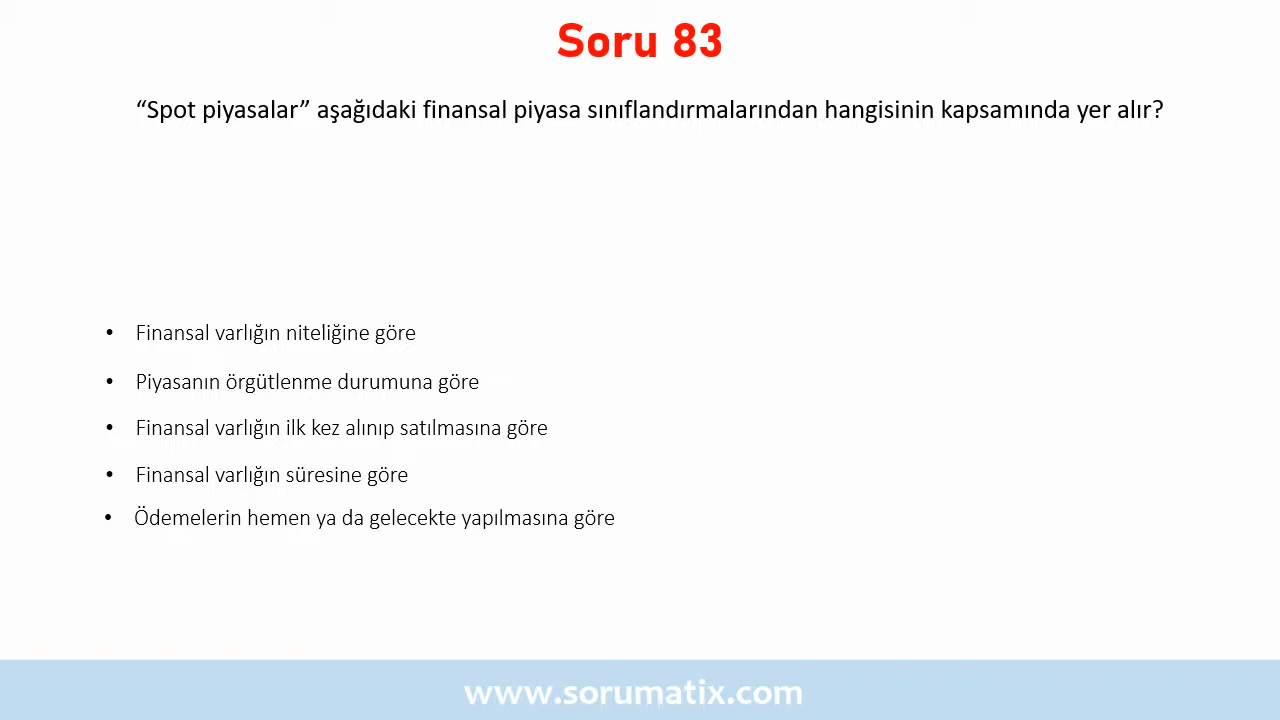 Soru 83
“Spot piyasalar” aşağıdaki finansal piyasa sınıflandırmalarından hangisinin kapsamında yer alır?
• Finansal varlığın niteliğine göre
• Piyasanın örgütlenme durumuna göre
• Finansal varlığın ilk kez alınıp satılmasına göre
• Finansal varlığın süresine göre
• Ödemelerin hemen ya da gelecekte yapılmasına göre
www.sorumatix.com